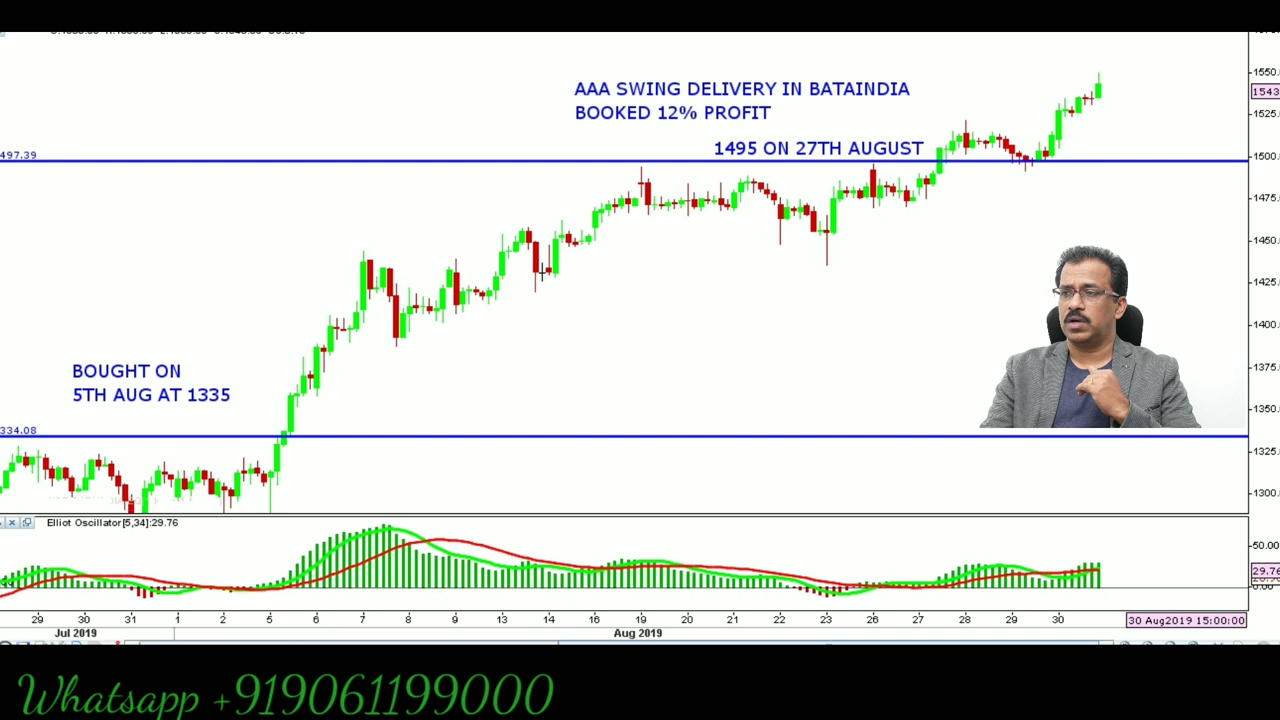 AAA SWING DELIVERY IN BATAINDIA
BOOKED 12% PROFIT
1495 ON 27TH AUGUST
497.39
BOUGHT ON
5TH AUG AT 1335
334.08
1550.
1543
1525.
1500.
1475.
1450.
1425.
1400.
1375.
1350.
1325.
1300.
Elliot Oscillator[5,34]:29.76
50.00
29.76
0.00
29 30 31 1 2 5 6 7 8 9 13 14 16 19 20 21 22 23 26 27 28 29 30
30 Aug2019 15:00:00
Jul 2019 Aug 2019
Whatsapp +919061199000